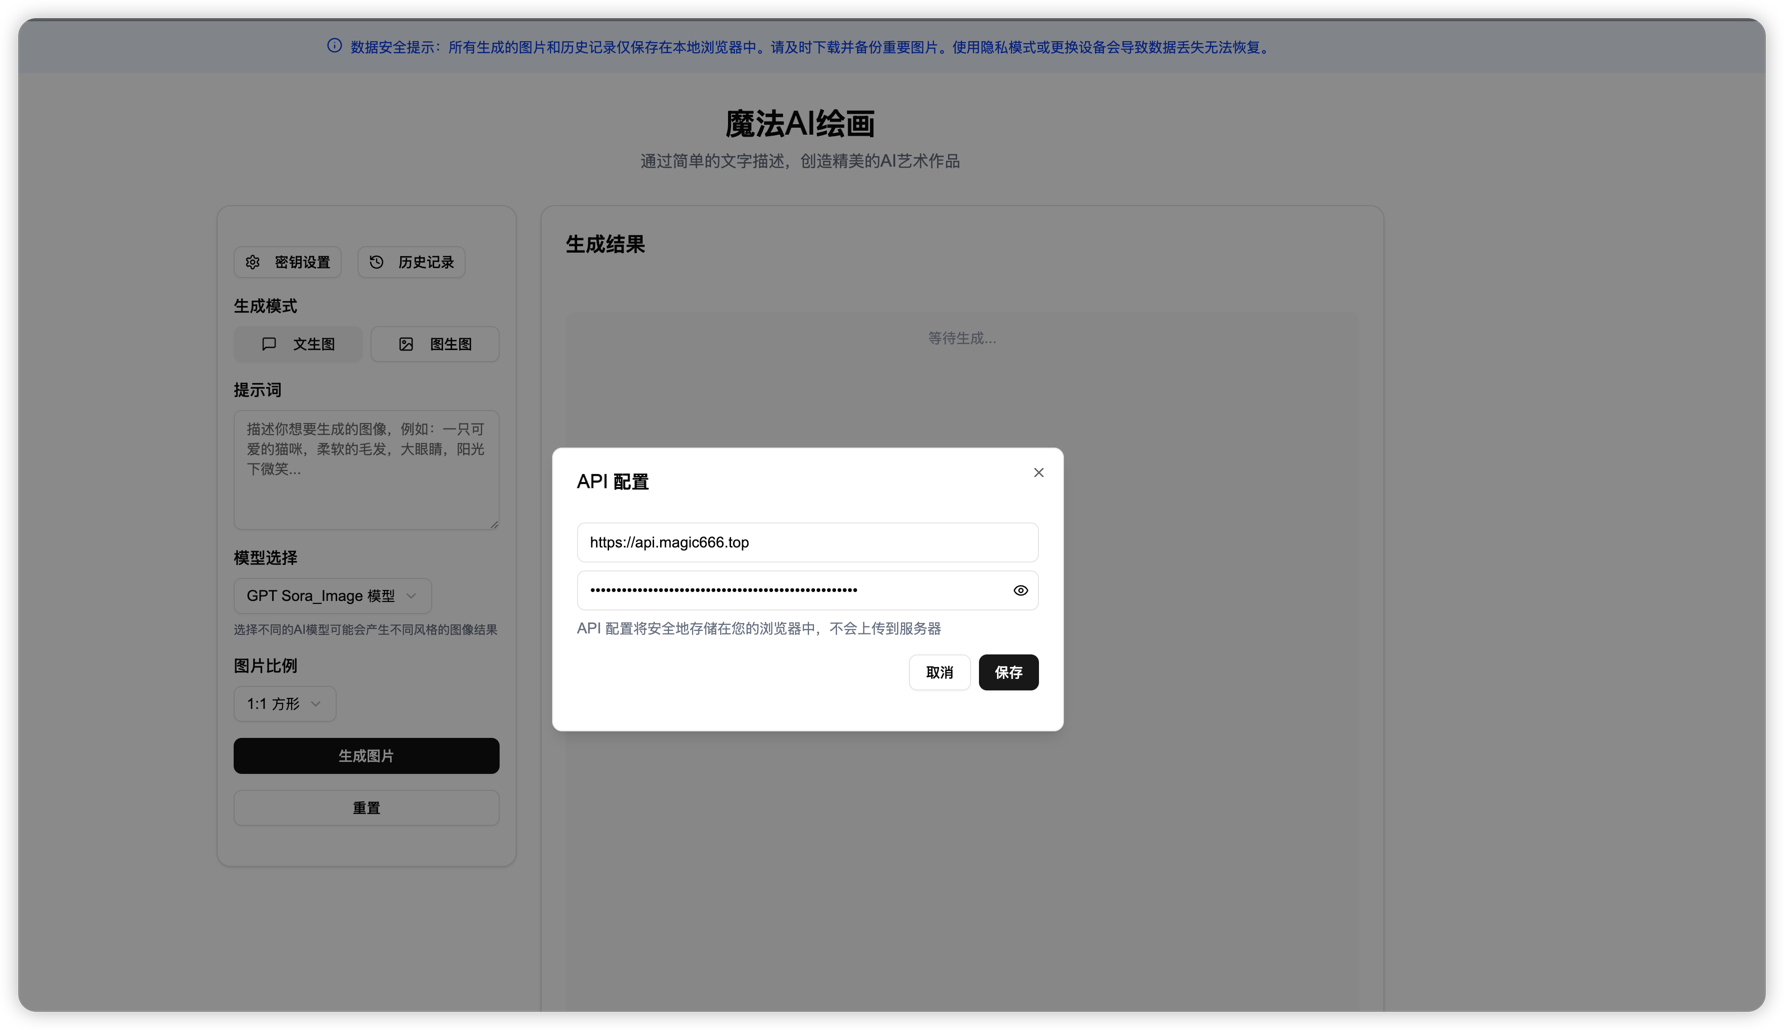 数据安全提示：所有生成的图片和历史记录仅保存在本地浏览器中。请及时下载并备份重要图片。使用隐私模式或更换设备会导致数据丢失无法恢复。
魔法AI绘画
通过简单的文字描述，创造精美的AI艺术作品
密钥设置
历史记录
生成模式
文生图
图生图
提示词
描述你想要生成的图像，例如：一只可
爱的猫咪，柔软的毛发，大眼睛，阳光
下微笑...
模型选择
GPT Sora_Image 模型
选择不同的AI模型可能会产生不同风格的图像结果
图片比例
1:1 方形
生成图片
重置
生成结果
等待生成...
API 配置
https://api.magic666.top
API 配置将安全地存储在您的浏览器中，不会上传到服务器
取消
保存